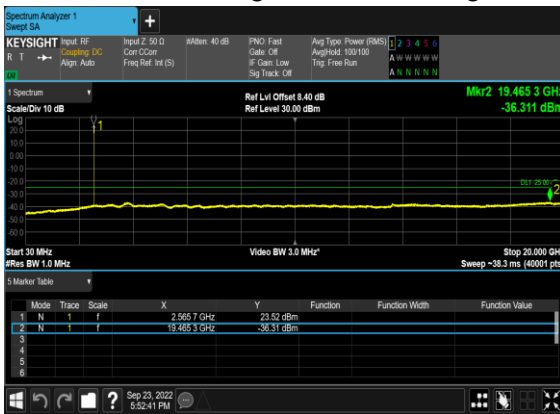 Spectrum Analyzer 1
Swept SA
KEYSIGHT Input: RF Input Z: 50 Ω #Atten: 40 dB PNO: Fast Avg Type: Power (RMS) 1 2 3 4 5 6
R T Coupling: DC Corr CCorr Gate: Off Avg|Hold: 100/100 A W W W W W
Align: Auto Freq Ref: Int (S) IF Gain: Low Trig: Free Run
Sig Track: Off A N N N N N
LV
1 Spectrum Ref Lvl Offset 8.40 dB Mkr2 19.465 3 GHz
Scale/Div 10 dB Ref Level 30.00 dBm -36.311 dBm
Log
20.0
10.0
0.00
-10.0
-20.0
-30.0
-40.0
-50.0
-60.0
1
2
Start 30 MHz Video BW 3.0 MHz* Stop 20.000 GH
#Res BW 1.0 MHz Sweep ~38.3 ms (40001 pts
5 Marker Table
Mode Trace Scale X Y Function Function Width Function Value
1 N 1 f 2.565 7 GHz 23.52 dBm
2 N 1 f 19.465 3 GHz -36.31 dBm
3
4
5
6
? Sep 23, 2022
5:52:41 PM